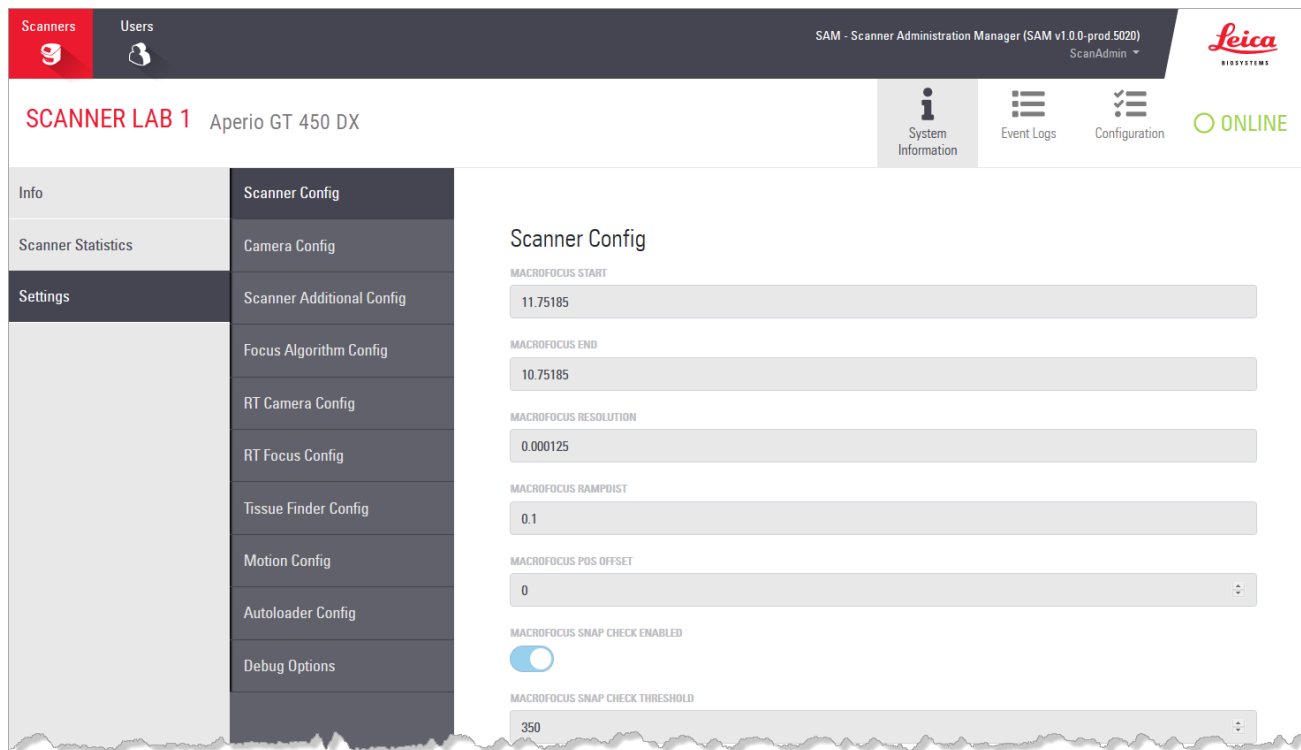 Scanners
Users
SAM - Scanner Administration Manager (SAM v1.0.0-prod.5020)
ScanAdmin
Leica
BIOSYSTEMS
SCANNER LAB 1 Aperio GT 450 DX
System
Information
Event Logs
Configuration
ONLINE
Info
Scanner Statistics
Settings
Scanner Config
Camera Config
Scanner Additional Config
Focus Algorithm Config
RT Camera Config
RT Focus Config
Tissue Finder Config
Motion Config
Autoloader Config
Debug Options
Scanner Config
MACROFOCUS START
11.75185
MACROFOCUS END
10.75185
MACROFOCUS RESOLUTION
0.000125
MACROFOCUS RAMPDIST
0.1
MACROFOCUS POS OFFSET
0
MACROFOCUS SNAP CHECK ENABLED
MACROFOCUS SNAP CHECK THRESHOLD
350